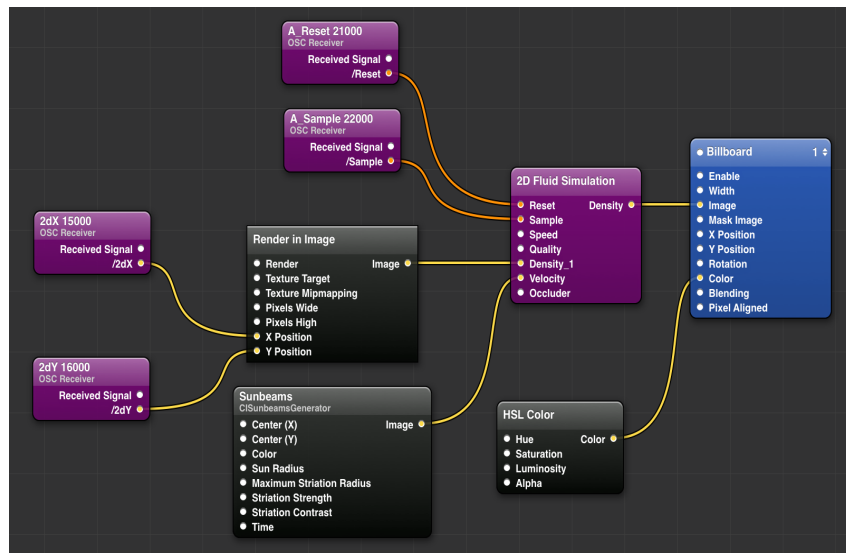 A_Reset 21000
OSC Receiver
Received Signal
/Reset
A_Sample 22000
OSC Receiver
Received Signal
/Sample
2dX 15000
OSC Receiver
Received Signal
/2dX
2dY 16000
OSC Receiver
Received Signal
/2dY
Render in Image
Render Image
Texture Target
Texture Mipmapping
Pixels Wide
Pixels High
X Position
Y Position
Sunbeams
CISunbeamsGenerator
Center (X) Image
Center (Y)
Color
Sun Radius
Maximum Striation Radius
Striation Strength
Striation Contrast
Time
2D Fluid Simulation
Reset Density
Sample
Speed
Quality
Density_1
Velocity
Occluder
HSL Color
Hue Color
Saturation
Luminosity
Alpha
Billboard 1
Enable
Width
Image
Mask Image
X Position
Y Position
Rotation
Color
Blending
Pixel Aligned